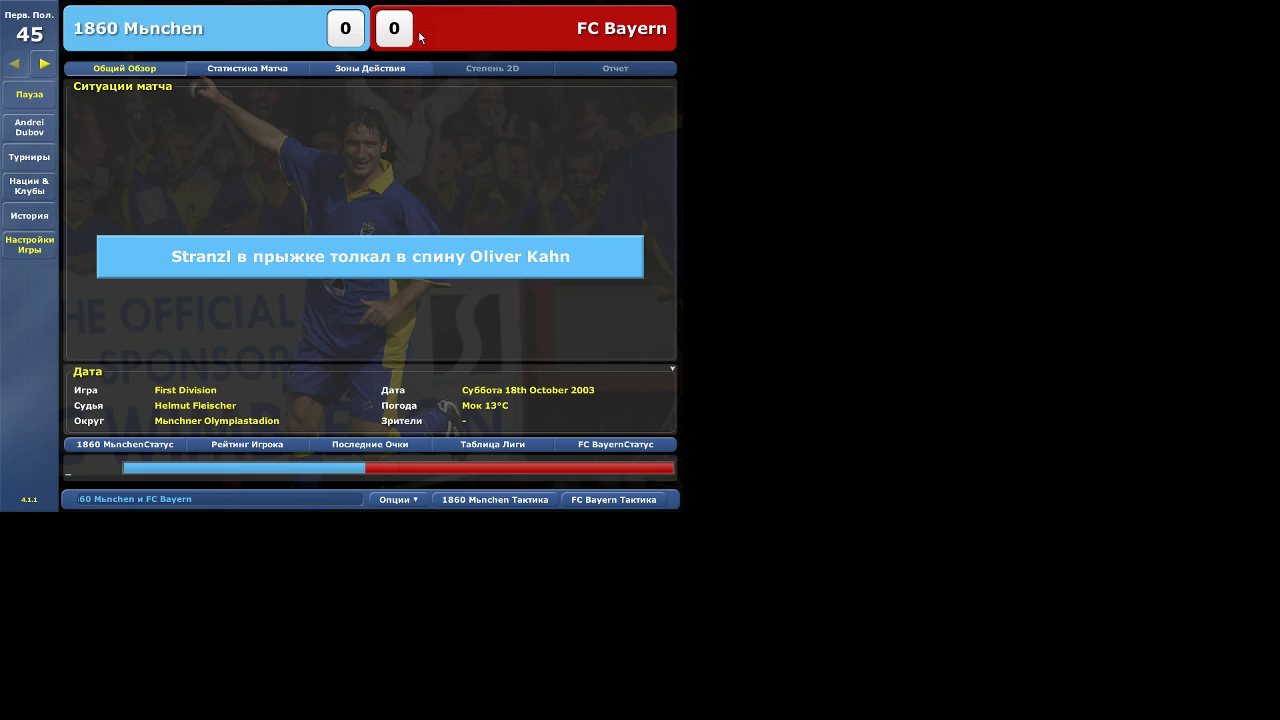 Перв. Пол.
45
1860 Мьnchen
0
0
FC Bayern
Общий Обзор
Статистика Матча
Зоны Действия
Степень 2D
Отчет
Ситуации матча
Пауза
Andrei
Dubov
Турниры
Нации &
Клубы
История
Настройки
Игры
Stranzl в прыжке толкал в спину Oliver Kahn
THE OFFICIAL
SPONSOR
Дата
Игра
First Division
Дата
Суббота 18th October 2003
Судья
Helmut Fleischer
Погода
Мок 13°C
Округ
Мьnchner Olympiastadion
Зрители
-
1860 МьnchenСтатус
Рейтинг Игрока
Последние Очки
Таблица Лиги
FC BayernСтатус
4.1.1
60 Мьnchen и FC Bayern
Опции
1860 Мьnchen Тактика
FC Bayern Тактика